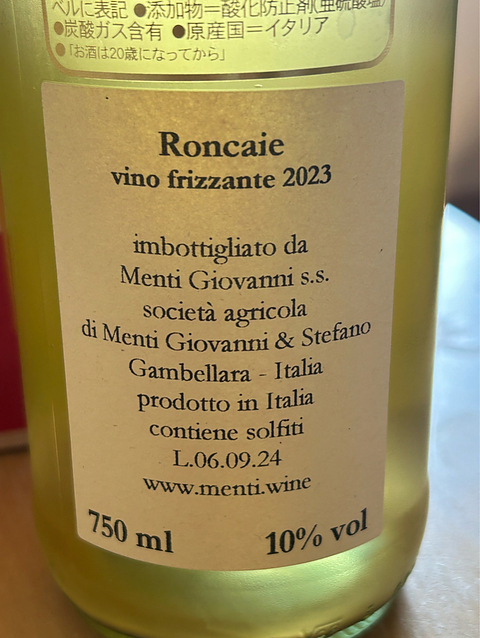 ベルに表記 ●添加物＝酸化防止剤(亜硫酸塩)
●炭酸ガス含有 ●原産国＝イタリア
●「お酒は20歳になってから」
Roncaie
vino frizzante 2023
imbottigliato da
Menti Giovanni s.s.
società agricola
di Menti Giovanni & Stefano
Gambellara - Italia
prodotto in Italia
contiene solfiti
L.06.09.24
www.menti.wine
750 ml 10% vol